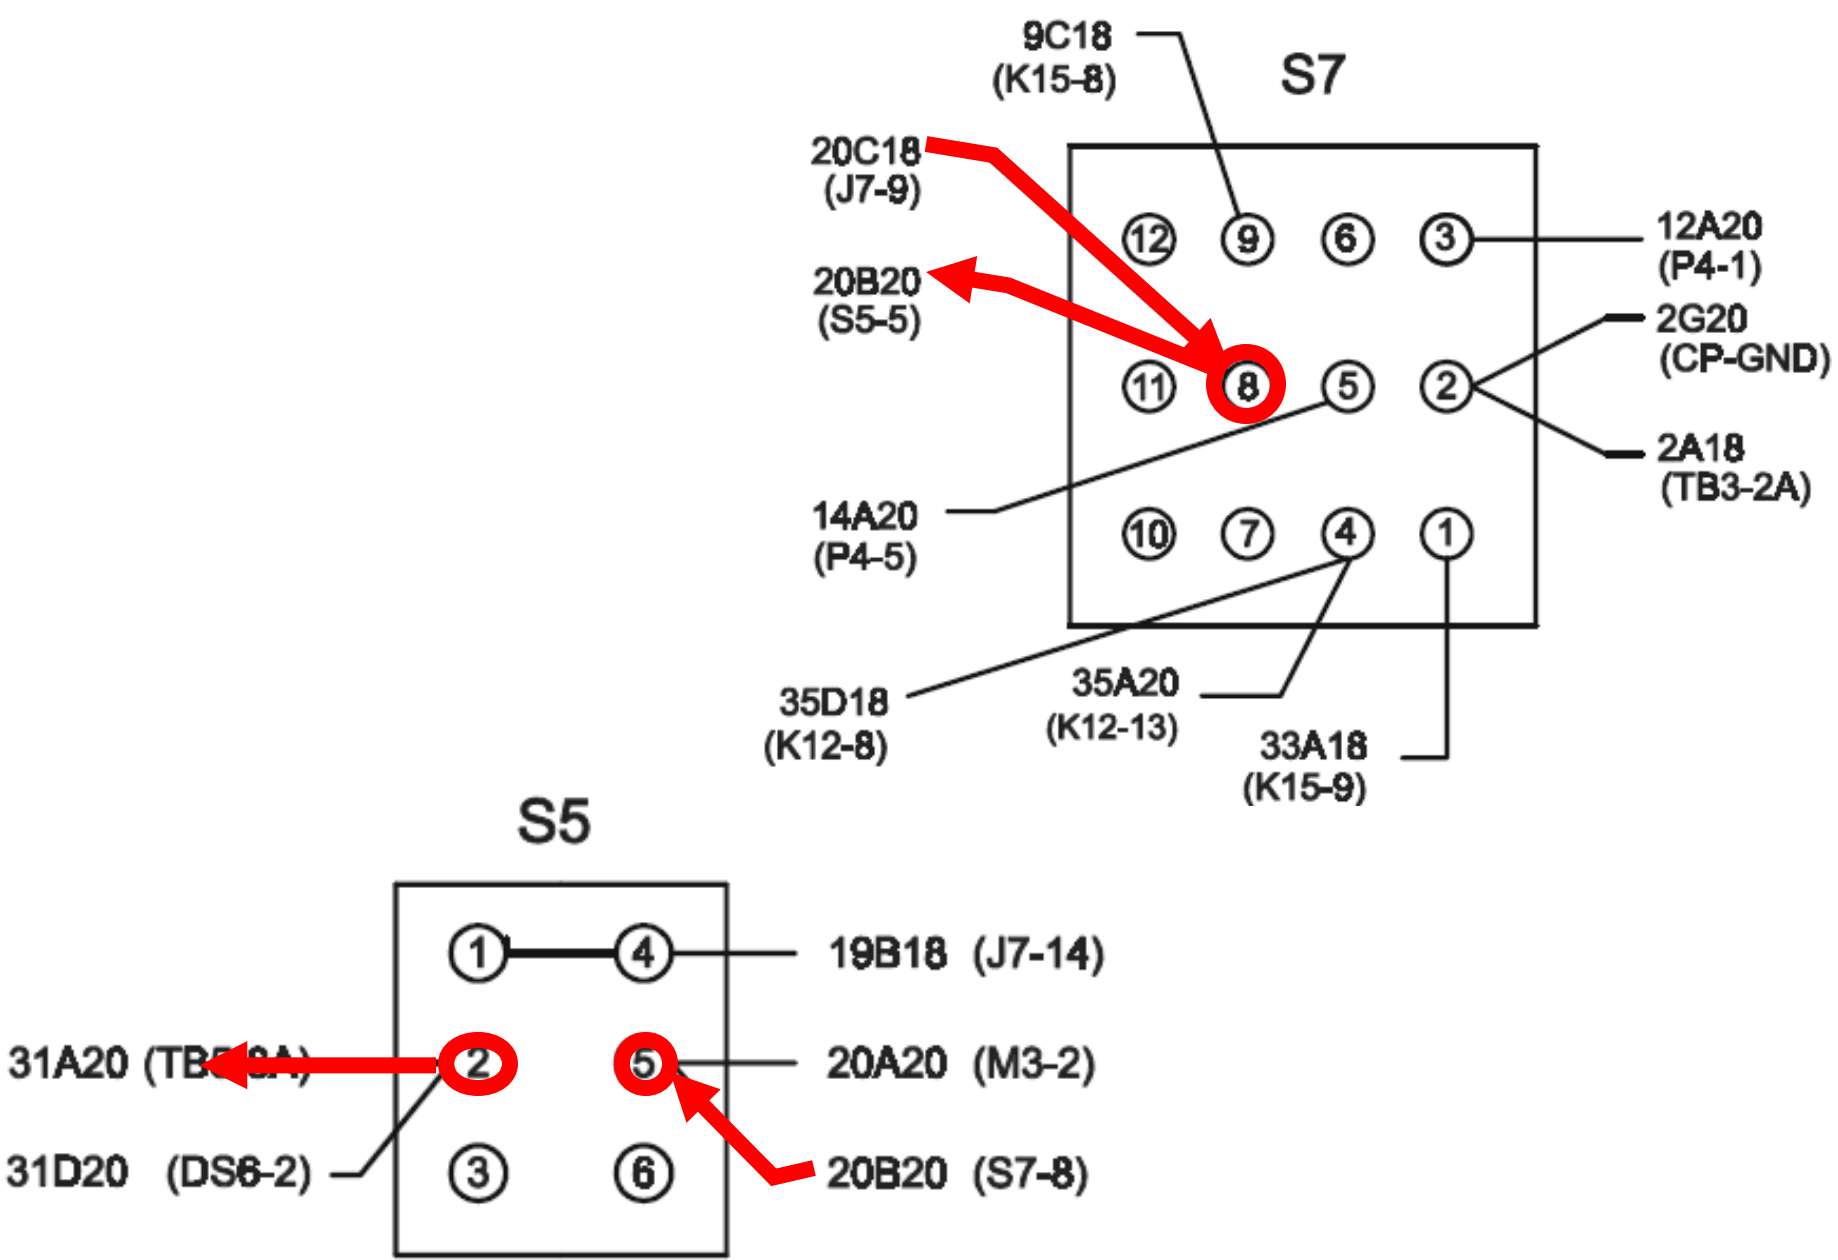 9C18
(K15-8)
S7
20C18
(J7-9)
20B20
(S5-5)
12 9 6 3
12A20
(P4-1)
2G20
(CP-GND)
11 8 5 2
2A18
(TB3-2A)
14A20
(P4-5)
10 7 4 1
35D18
(K12-8)
35A20
(K12-13)
33A18
(K15-9)
S5
1 4 19B18 (J7-14)
31A20 2 5 20A20 (M3-2)
31D20 (DS6-2) 3 6 20B20 (S7-8)